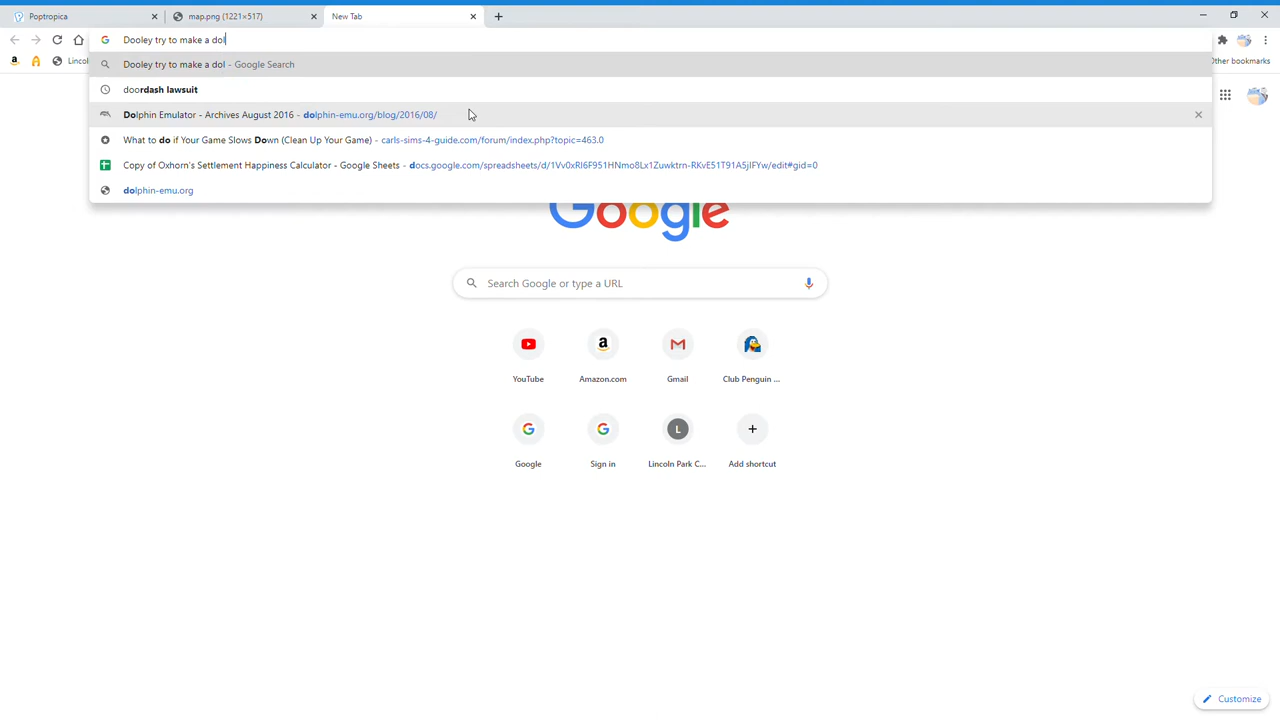 Poptropica
map.png (1221×517)
New Tab
Dooley try to make a dol
Lincol
Other bookmarks
Dooley try to make a dol - Google Search
doordash lawsuit
Dolphin Emulator - Archives August 2016 - dolphin-emu.org/blog/2016/08/
What to do if Your Game Slows Down (Clean Up Your Game) - carls-sims-4-guide.com/forum/index.php?topic=463.0
Copy of Oxhorn's Settlement Happiness Calculator - Google Sheets - docs.google.com/spreadsheets/d/1Vv0xRI6F951HNmo8Lx1Zuwktrn-RKvE51T91A5jIFYw/edit#gid=0
dolphin-emu.org
Google
Search Google or type a URL
YouTube
Amazon.com
Gmail
Club Penguin ...
Google
Sign in
L
Lincoln Park C...
Add shortcut
Customize